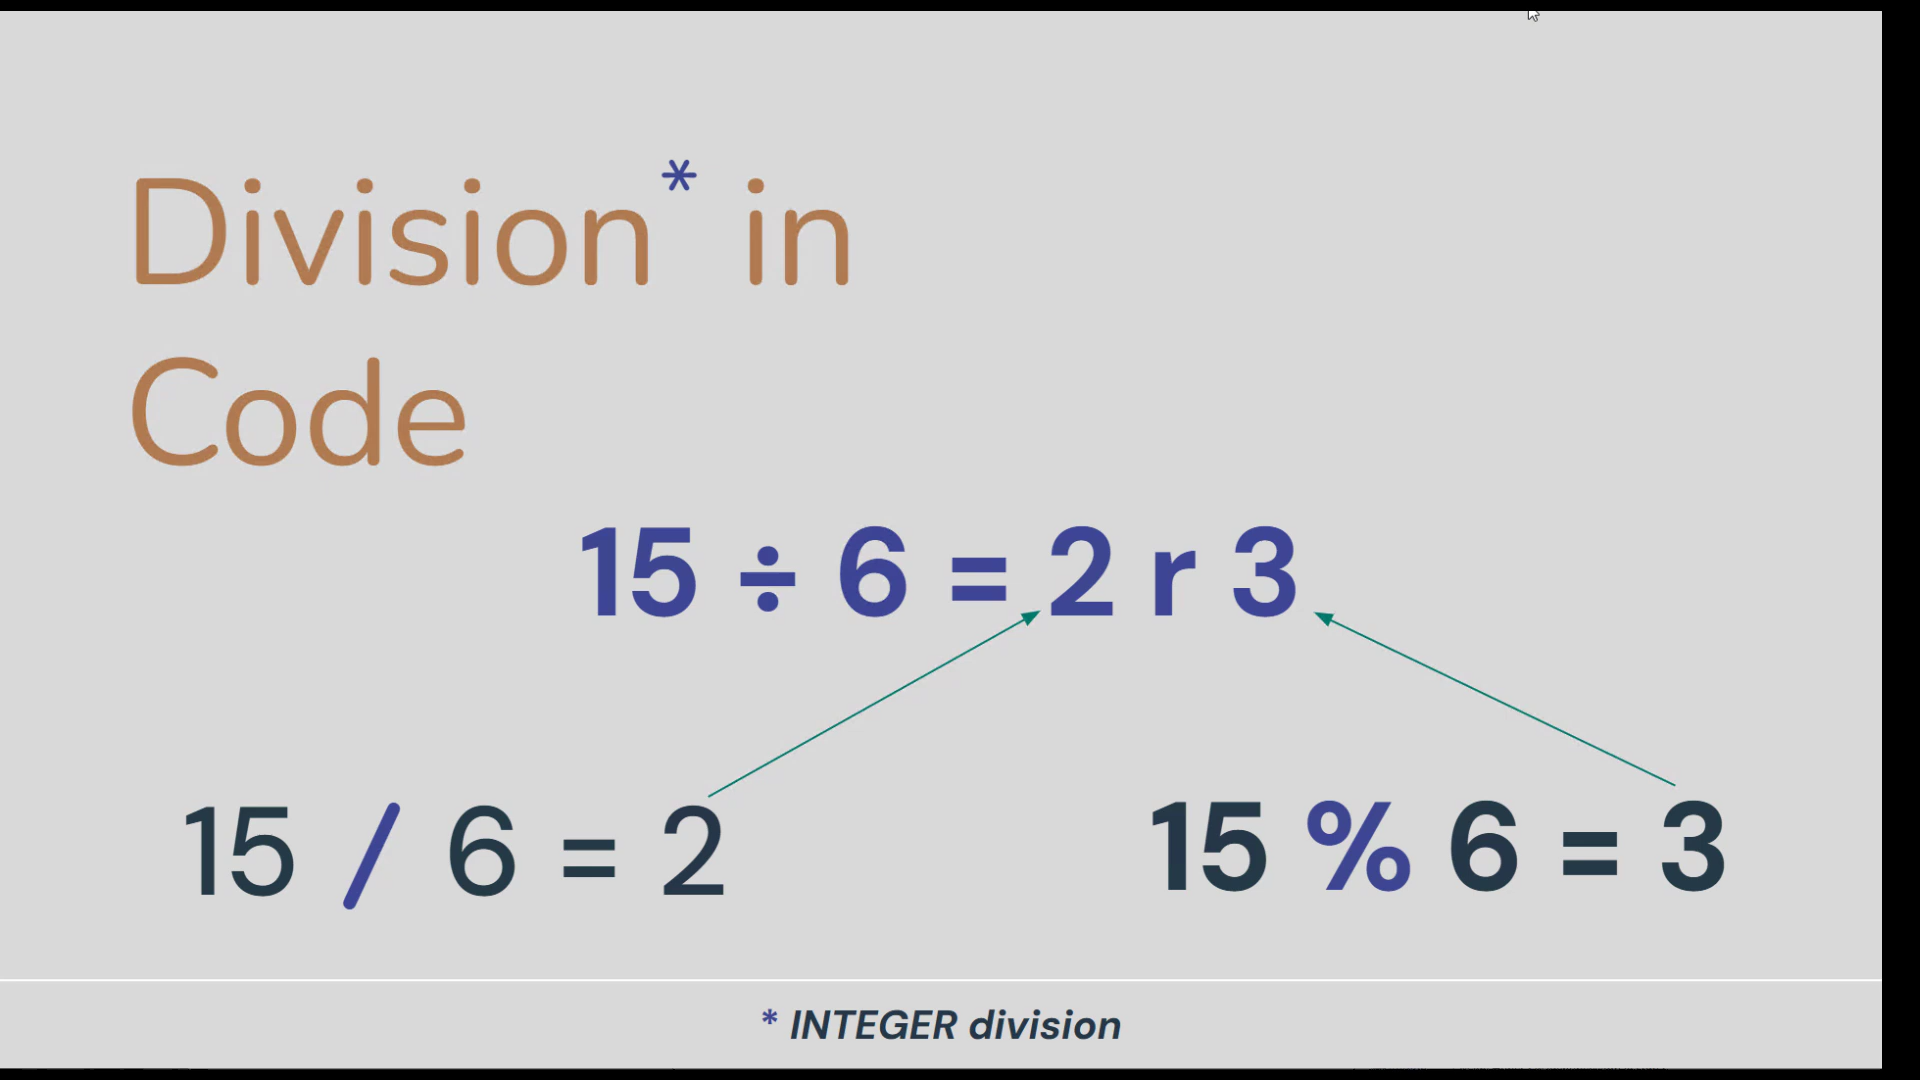 Division* in
Code
15 ÷ 6 = 2 r 3
15 / 6 = 2
15 % 6 = 3
* INTEGER division